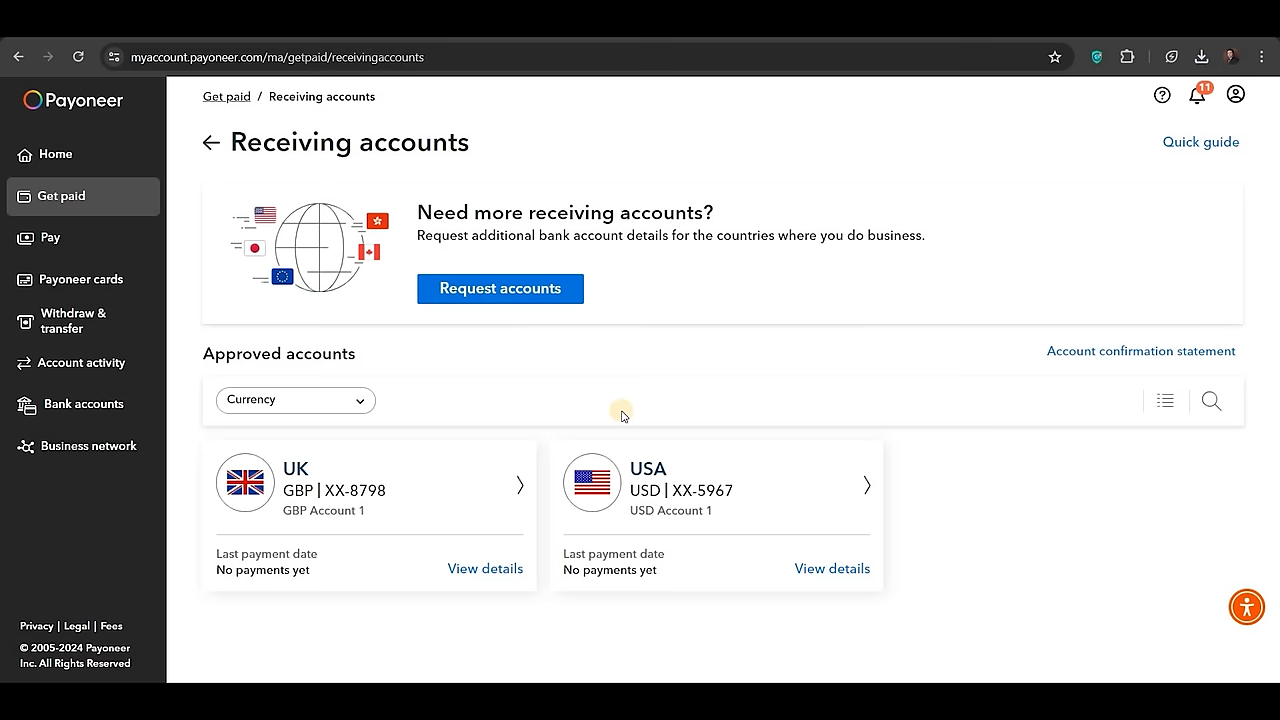 myaccount.payoneer.com/ma/getpaid/receivingaccounts
Payoneer
Home
Get paid
Pay
Payoneer cards
Withdraw &
transfer
Account activity
Bank accounts
Business network
Privacy | Legal | Fees
© 2005-2024 Payoneer
Inc. All Rights Reserved
Get paid / Receiving accounts
11
Receiving accounts
Quick guide
Need more receiving accounts?
Request additional bank account details for the countries where you do business.
Request accounts
Approved accounts
Account confirmation statement
Currency
UK
GBP | XX-8798
GBP Account 1
Last payment date
No payments yet
View details
USA
USD | XX-5967
USD Account 1
Last payment date
No payments yet
View details